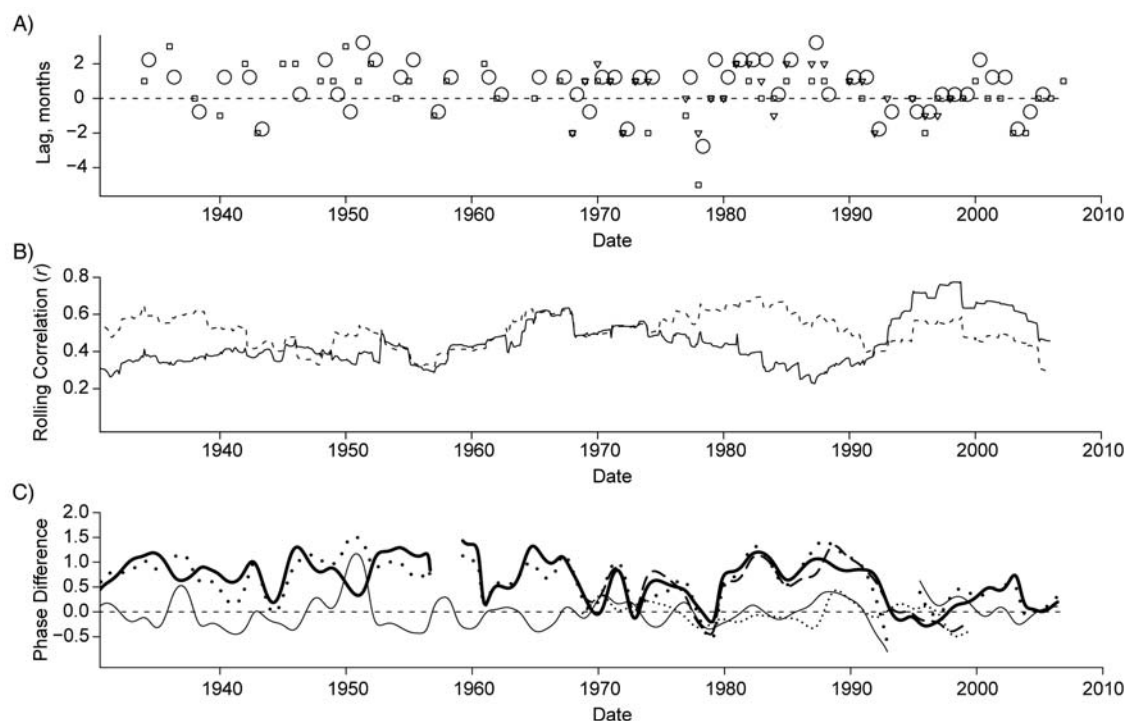 A)
Lag, months
2
0
−2
−4
1940 1950 1960 1970 1980 1990 2000 2010
Date
B)
Rolling Correlation (r)
0.8
0.6
0.4
0.2
1940 1950 1960 1970 1980 1990 2000 2010
Date
C)
Phase Difference
2.0
1.5
1.0
0.5
0.0
−0.5
1940 1950 1960 1970 1980 1990 2000 2010
Date